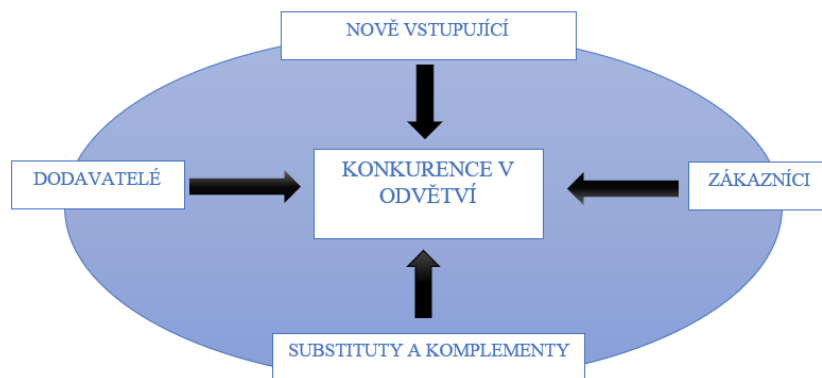 NOVĚ VSTUPUJÍCÍ
DODAVATELÉ
KONKURENCE V
ODVĚTVÍ
ZÁKAZNÍCI
SUBSTITUTY A KOMPLEMENTY